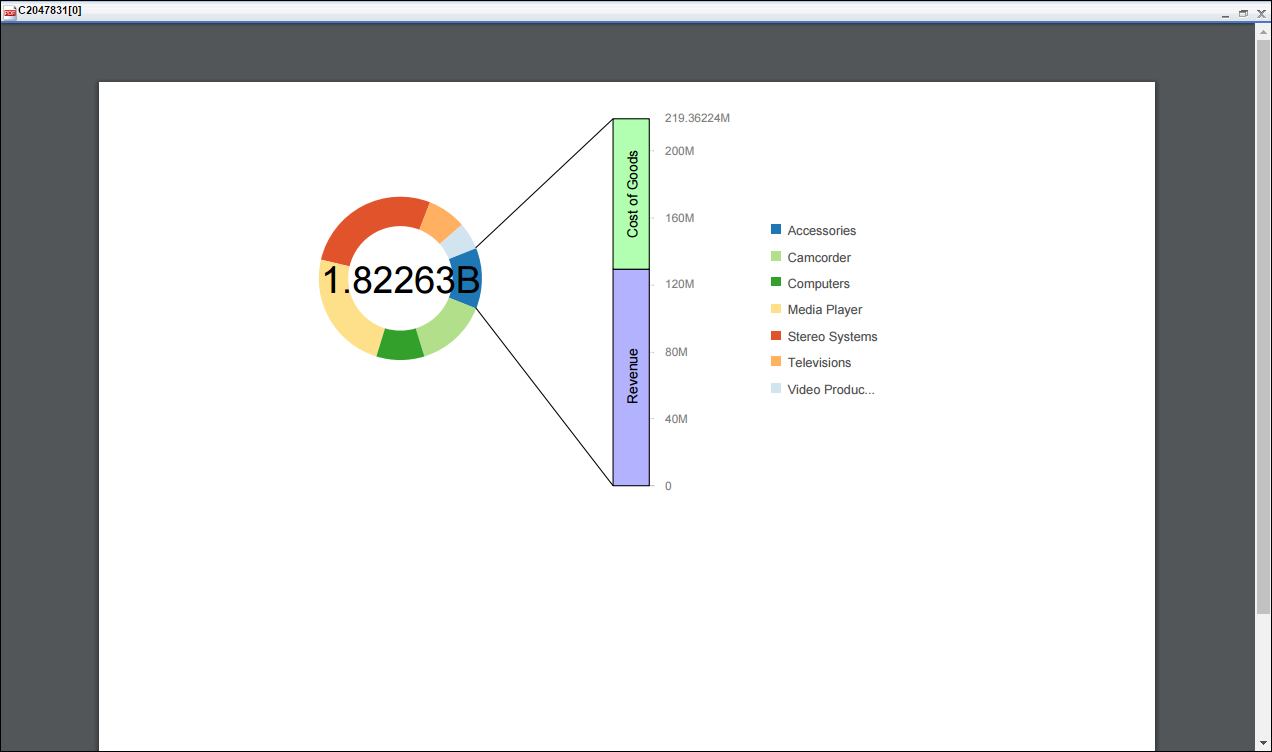 C2047831[0]
1.82263B
Cost of Goods
Revenue
219.36224M
200M
160M
120M
80M
40M
0
Accessories
Camcorder
Computers
Media Player
Stereo Systems
Televisions
Video Produc...